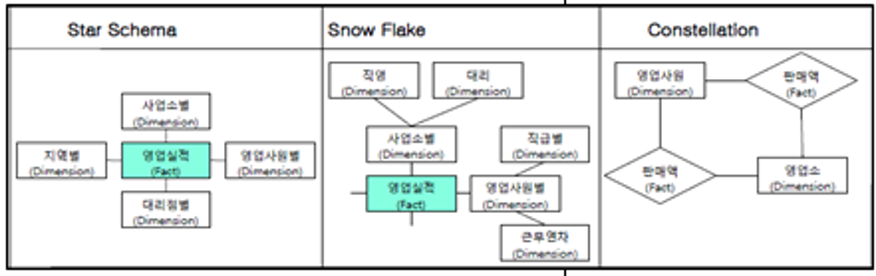 Star Schema
사업소별
(Dimension)
지역별
(Dimension)
영업실적
(Fact)
영업사원별
(Dimension)
대리점별
(Dimension)
Snow Flake
직영
(Dimension)
대리
(Dimension)
사업소별
(Dimension)
직급별
(Dimension)
영업실적
(Fact)
영업사원별
(Dimension)
근무연차
(Dimension)
Constellation
영업사원
(Dimension)
판매액
(Fact)
판매액
(Fact)
영업소
(Dimension)